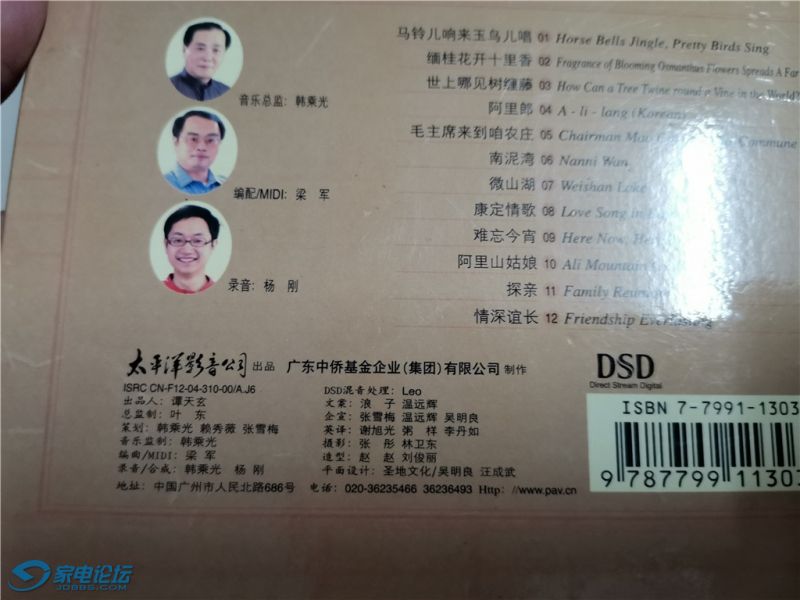 马铃儿响来玉鸟儿唱 01 Horse Bells Jingle, Pretty Birds Sing
缅桂花开十里香 02 Fragrance of Blooming Osmanthus Flowers Spreads A Far
世上哪见树缠藤 03 How Can a Tree Twine round a Vine in the World?
阿里郎 04 A - li - lang (Korean)
毛主席来到咱农庄 05 Chairman Mao Commune
南泥湾 06 Nanni Wan
微山湖 07 Weishan Lake
康定情歌 08 Love Song in
难忘今宵 09 Here Now, He
阿里山姑娘 10 Ali Mountain
探亲 11 Family Reunion
情深谊长 12 Friendship Everlasting
音乐总监: 韩乘光
编配/MIDI: 梁 军
录音: 杨 刚
太平洋影音公司 出品 广东中侨基金企业(集团)有限公司 制作
ISRC CN-F12-04-310-00/A.J6
出品人: 谭天玄
总监制: 叶 东
策划: 韩乘光 赖秀薇 张雪梅
音乐监制: 韩乘光
编曲/MIDI: 梁 军
录音/合成: 韩乘光 杨 刚
DSD混音处理: Leo
文案: 浪 子 温远辉
企宣: 张雪梅 温远辉 吴明良
英译: 谢旭光 粥 样 李丹如
摄影: 张 彤 林卫东
造型: 赵 赵 刘俊丽
平面设计: 圣地文化/吴明良 汪成武
地址: 中国广州市人民北路686号 电话: 020-36235466 36236493 Http: //www.pav.cn
DSD
Direct Stream Digital
ISBN 7-7991-1303
9 787799 11303
家电论坛
JDBBS.COM